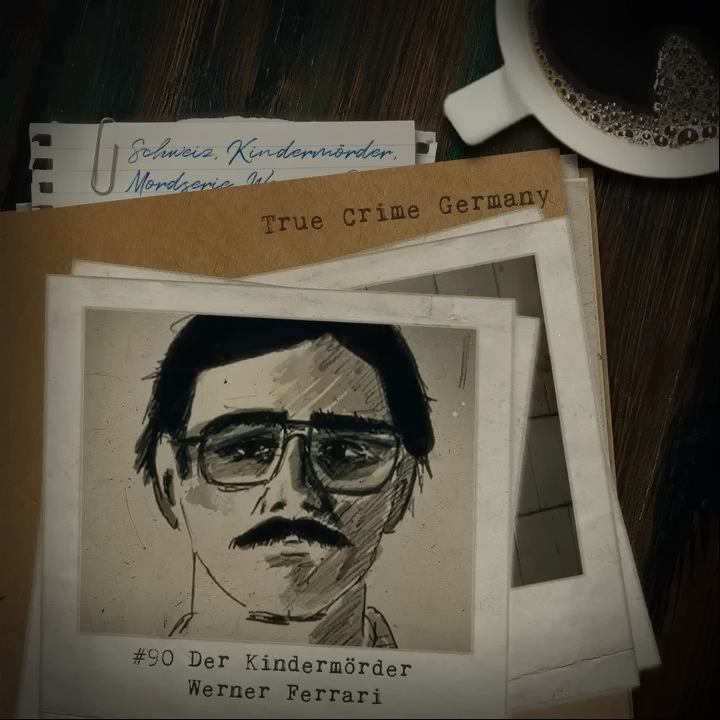 Schweiz, Kindermörder,
Mordserie
True Crime Germany
#90 Der Kindermörder
Werner Ferrari